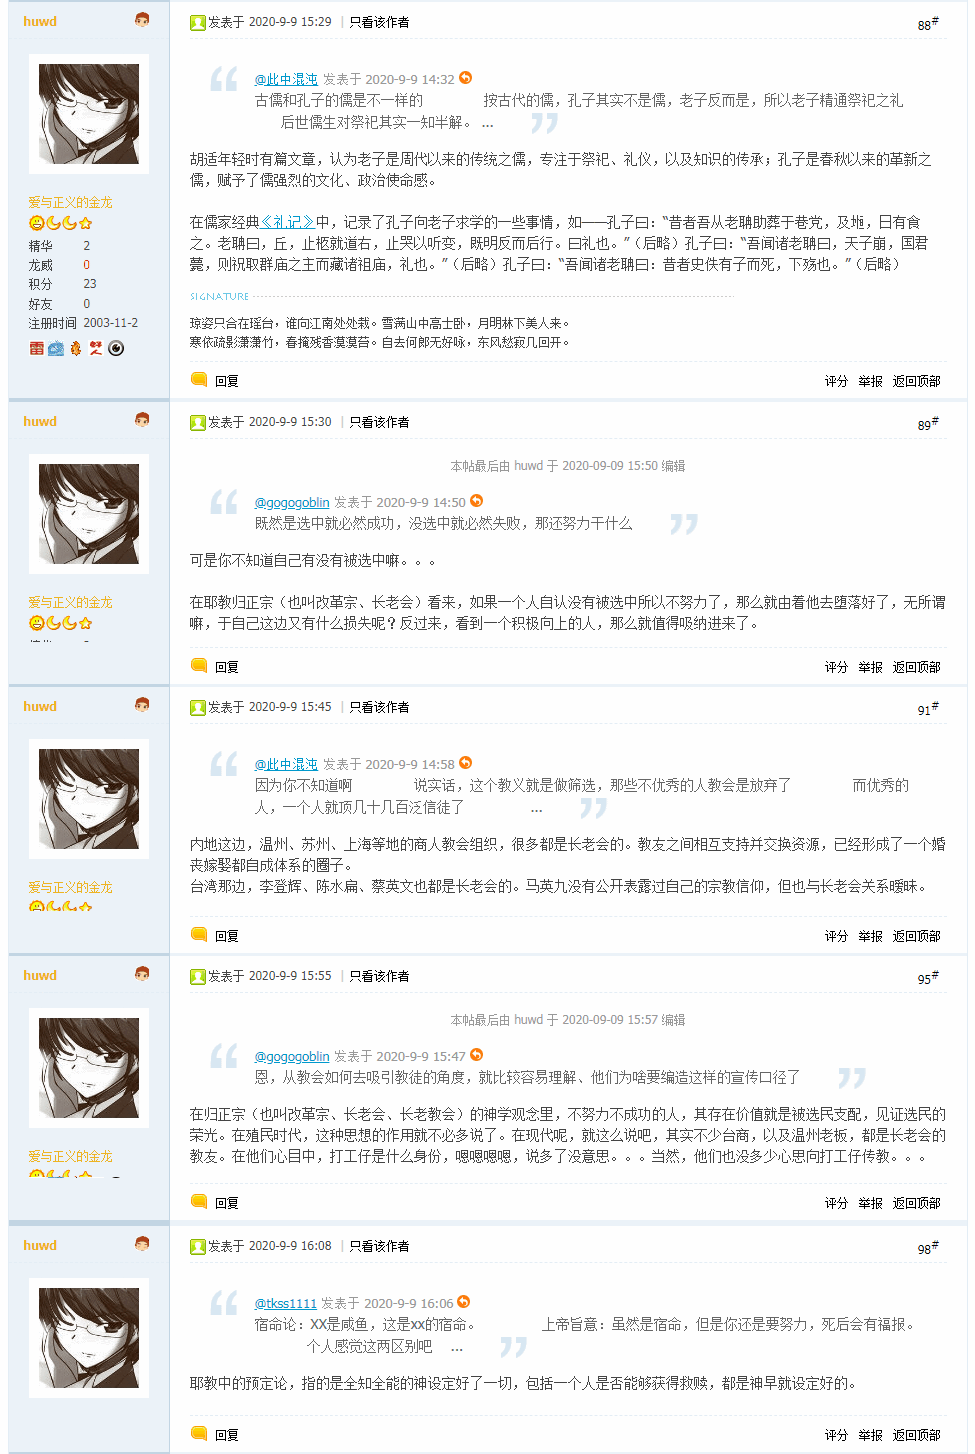 huwd
发表于 2020-9-9 15:29 | 只看该作者
88#
@此中混沌 发表于 2020-9-9 14:32
古儒和孔子的儒是不一样的 按古代的儒，孔子其实不是儒，老子反而是，所以老子精通祭祀之礼
后世儒生对祭祀其实一知半解。 ...
胡适年轻时有篇文章，认为老子是周代以来的传统之儒，专注于祭祀、礼仪，以及知识的传承；孔子是春秋以来的革新之
儒，赋予了儒强烈的文化、政治使命感。
在儒家经典《礼记》中，记录了孔子向老子求学的一些事情，如——孔子曰：“昔者吾从老聃助葬于巷党，及堩，日有食
之。老聃曰，丘，止柩就道右，止哭以听变，既明反而后行。曰礼也。”（后略）孔子曰：“吾闻诸老聃曰，天子崩，国君
薨，则祝取群庙之主而藏诸祖庙，礼也。”（后略）孔子曰：“吾闻诸老聃曰：昔者史佚有子而死，下殇也。”（后略）
爱与正义的金龙
精华 2
龙威 0
积分 23
好友 0
注册时间 2003-11-2
SIGNATURE
琼姿只合在瑶台，谁向江南处处栽。雪满山中高士卧，月明林下美人来。
寒依疏影萧萧竹，春掩残香漠漠苔。自去何郎无好咏，东风愁寂几回开。
回复
评分 举报 返回顶部
huwd
发表于 2020-9-9 15:30 | 只看该作者
89#
本帖最后由 huwd 于 2020-09-09 15:50 编辑
@gogogoblin 发表于 2020-9-9 14:50
既然是选中就必然成功，没选中就必然失败，那还努力干什么
可是你不知道自己有没有被选中嘛。。。
在耶教归正宗（也叫改革宗、长老会）看来，如果一个人自认没有被选中所以不努力了，那么就由着他去堕落好了，无所谓
嘛，于自己这边又有什么损失呢？反过来，看到一个积极向上的人，那么就值得吸纳进来了。
爱与正义的金龙
回复
评分 举报 返回顶部
huwd
发表于 2020-9-9 15:45 | 只看该作者
91#
@此中混沌 发表于 2020-9-9 14:58
因为你不知道啊 说实话，这个教义就是做筛选，那些不优秀的人教会是放弃了 而优秀的
人，一个人就顶几十几百泛信徒了 ...
内地这边，温州、苏州、上海等地的商人教会组织，很多都是长老会的。教友之间相互支持并交换资源，已经形成了一个婚
丧嫁娶都自成体系的圈子。
台湾那边，李登辉、陈水扁、蔡英文也都是长老会的。马英九没有公开表露过自己的宗教信仰，但也与长老会关系暧昧。
爱与正义的金龙
回复
评分 举报 返回顶部
huwd
发表于 2020-9-9 15:55 | 只看该作者
95#
本帖最后由 huwd 于 2020-09-09 15:57 编辑
@gogogoblin 发表于 2020-9-9 15:47
恩，从教会如何去吸引教徒的角度，就比较容易理解、他们为啥要编造这样的宣传口径了
在归正宗（也叫改革宗、长老会、长老教会）的神学观念里，不努力不成功的人，其存在价值就是被选民支配，见证选民的
荣光。在殖民时代，这种思想的作用就不必多说了。在现代呢，就这么说吧，其实不少台商，以及温州老板，都是长老会的
教友。在他们心目中，打工仔是什么身份，嗯嗯嗯嗯，说多了没意思。。。当然，他们也没多少心思向打工仔传教。。。
爱与正义的金龙
回复
评分 举报 返回顶部
huwd
发表于 2020-9-9 16:08 | 只看该作者
98#
@tkss1111 发表于 2020-9-9 16:06
宿命论：XX是咸鱼，这是xx的宿命。 上帝旨意：虽然是宿命，但是你还是要努力，死后会有福报。
个人感觉这两区别吧 ...
耶教中的预定论，指的是全知全能的神设定好了一切，包括一个人是否能够获得救赎，都是神早就设定好的。
回复
评分 举报 返回顶部